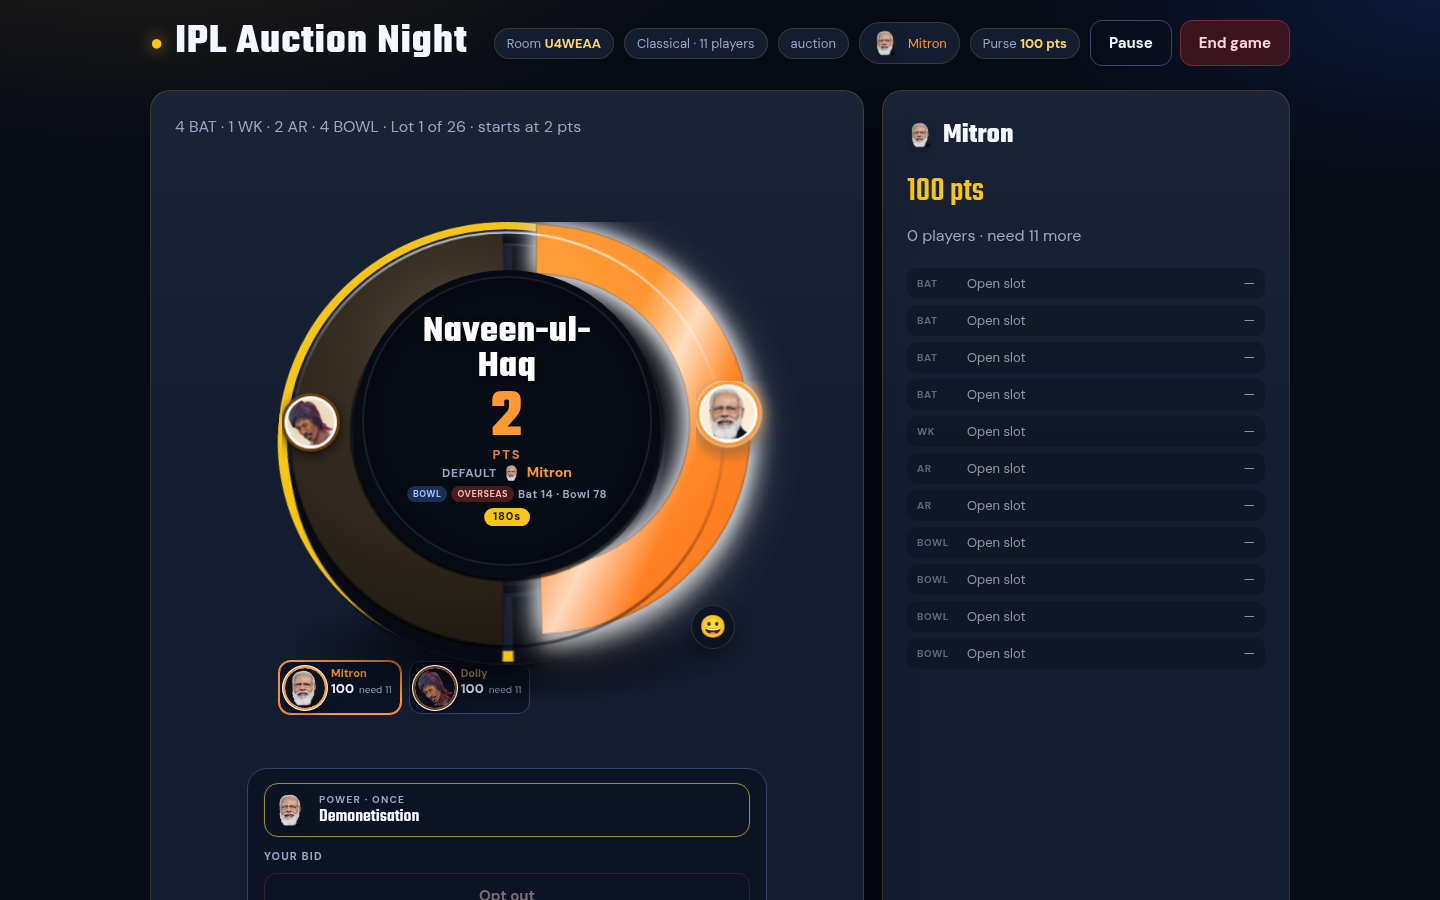 IPL Auction Night
Room U4WEAA
Classical · 11 players
auction
Mitron
Purse 100 pts
Pause
End game
4 BAT · 1 WK · 2 AR · 4 BOWL · Lot 1 of 26 · starts at 2 pts
Naveen-ul-
Haq
2
PTS
DEFAULT Mitron
BOWL OVERSEAS Bat 14 · Bowl 78
180s
Mitron
100 need 11
Dolly
100 need 11
POWER · ONCE
Demonetisation
YOUR BID
Opt out
Mitron
100 pts
0 players · need 11 more
BAT Open slot —
BAT Open slot —
BAT Open slot —
BAT Open slot —
WK Open slot —
AR Open slot —
AR Open slot —
BOWL Open slot —
BOWL Open slot —
BOWL Open slot —
BOWL Open slot —